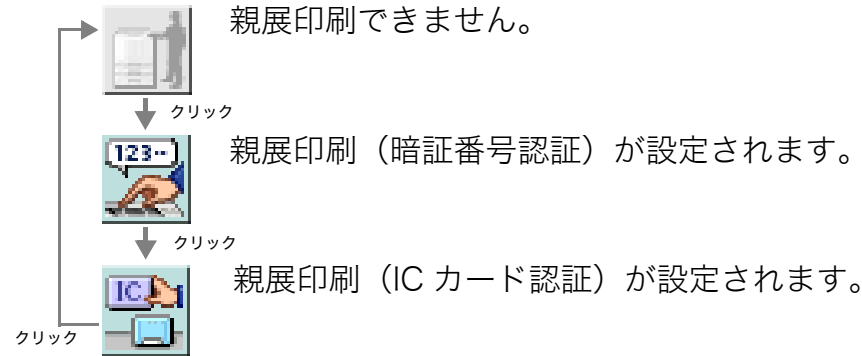 親展印刷できません。
クリック
123…
親展印刷（暗証番号認証）が設定されます。
クリック
IC
親展印刷（IC カード認証）が設定されます。
クリック